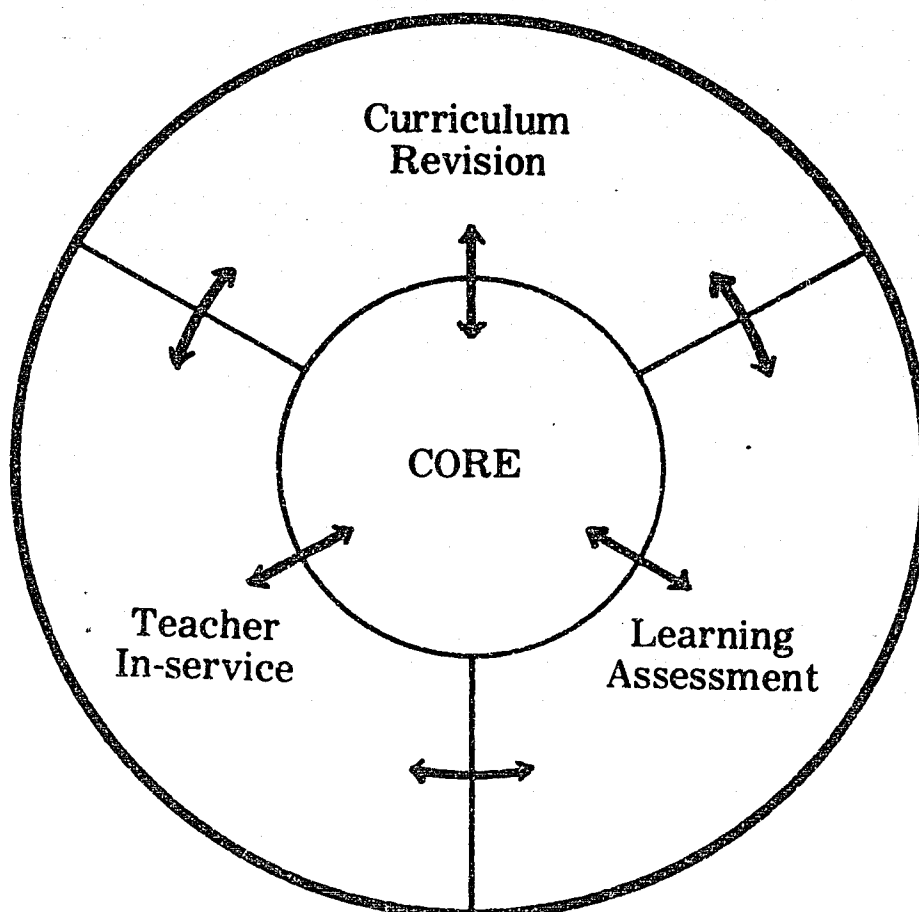 Curriculum
Revision
CORE
Teacher
In-service
Learning
Assessment